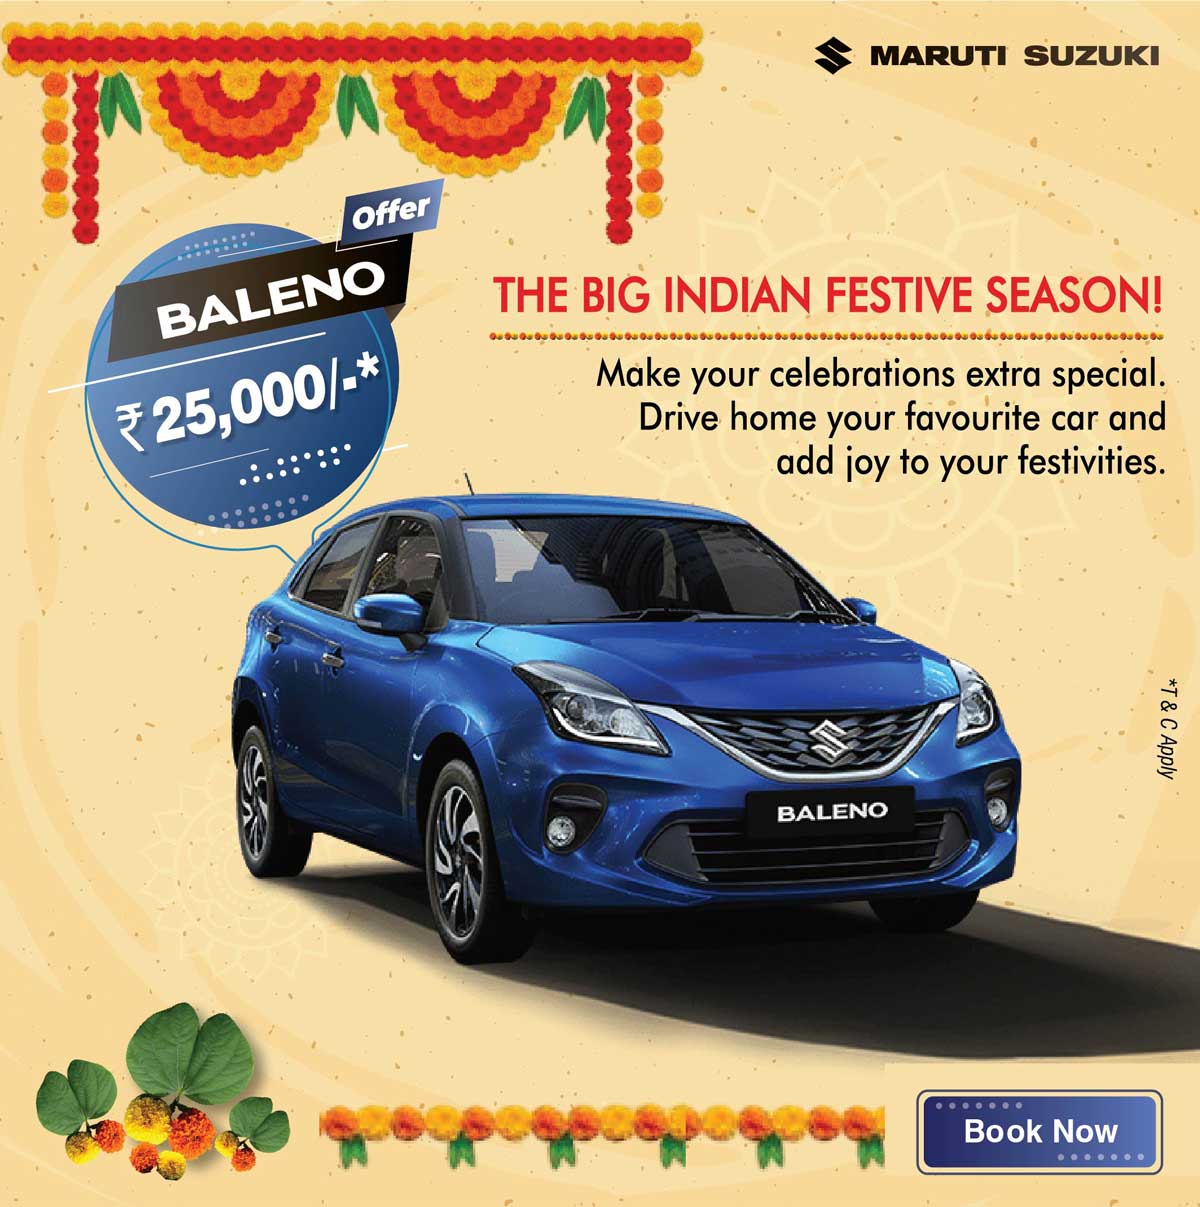 MARUTI SUZUKI
Offer
BALENO
₹ 25,000/-*
THE BIG INDIAN FESTIVE SEASON!
Make your celebrations extra special.
Drive home your favourite car and
add joy to your festivities.
*T & C Apply
BALENO
Book Now